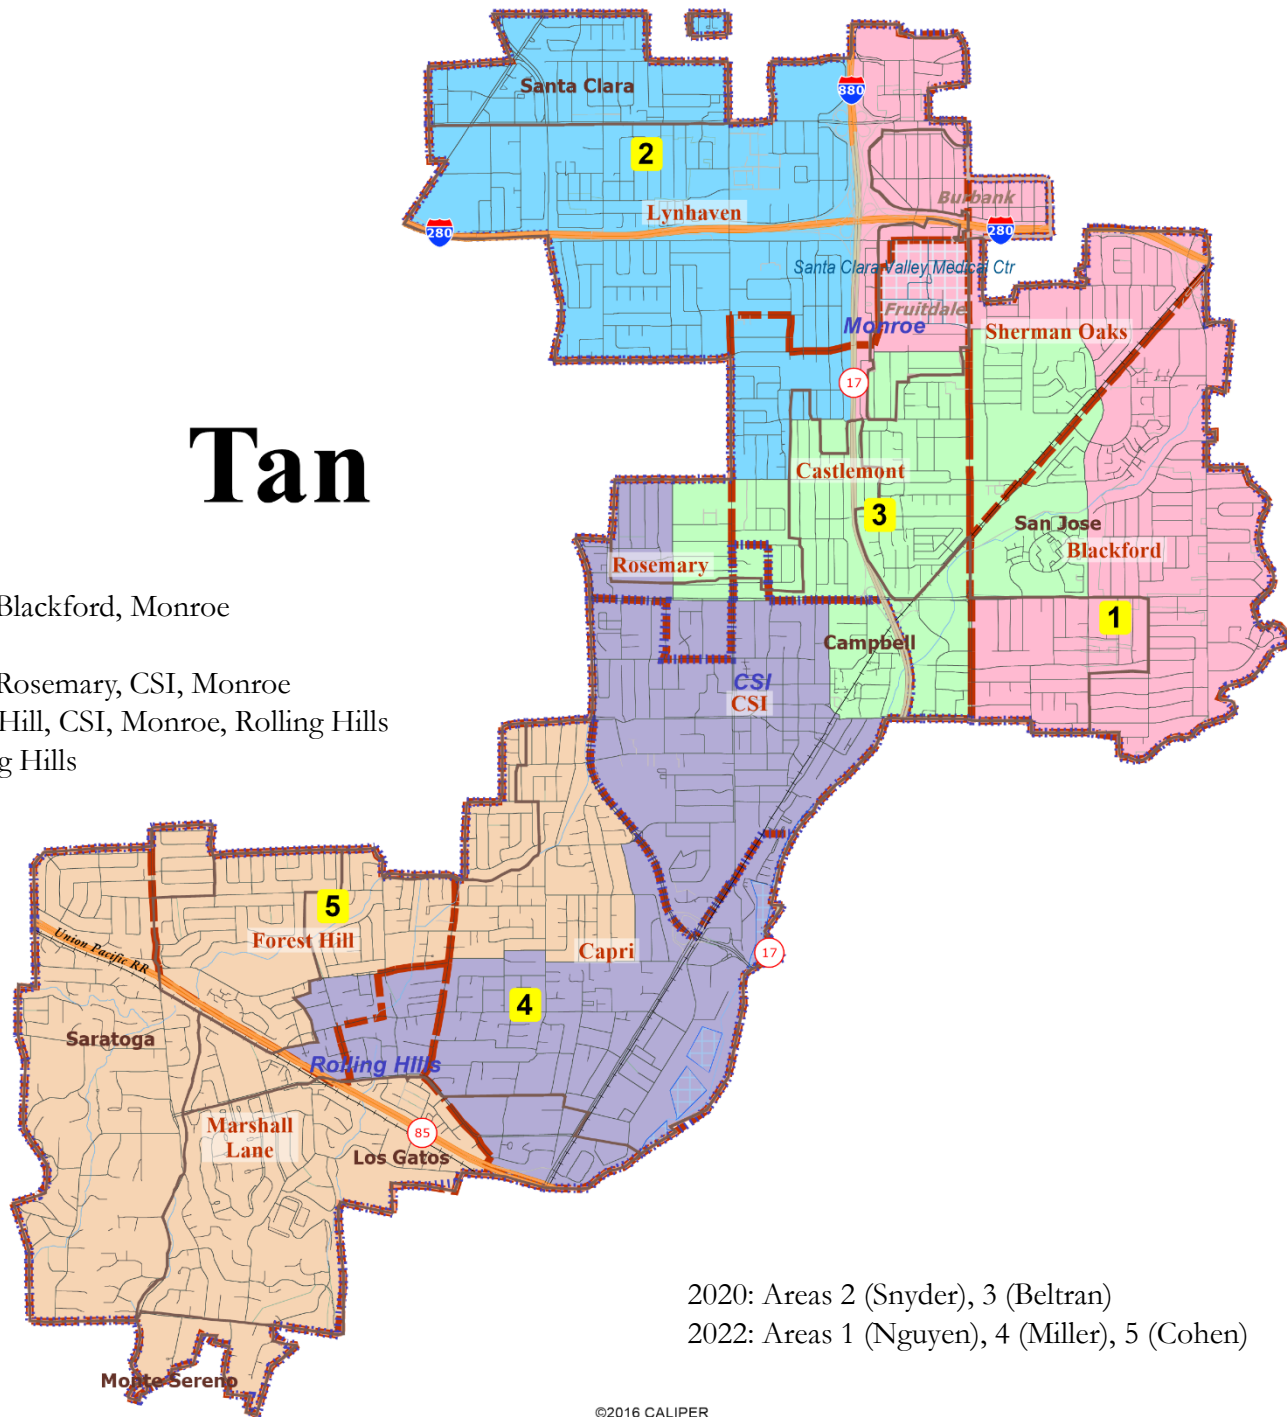 880
Santa Clara
2
Burbank
Lynhaven
280
280
Santa Clara Valley Medical Ctr
Fruitdale
Monroe
Sherman Oaks
17
Tan
Castlemont
3
San Jose
Blackford
Rosemary
Blackford, Monroe
1
Campbell
Rosemary, CSI, Monroe
CSI
CSI
Hill, CSI, Monroe, Rolling Hills
g Hills
5
Forest Hill
Union Pacific RR
Capri
17
4
Saratoga
Rolling Hills
Marshall
Lane
85
Los Gatos
2020: Areas 2 (Snyder), 3 (Beltran)
2022: Areas 1 (Nguyen), 4 (Miller), 5 (Cohen)
Monte Sereno
©2016 CALIPER